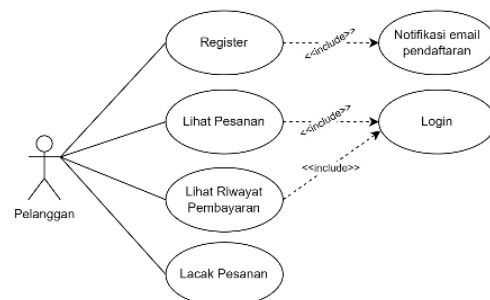 Register
<<include>>
Notifikasi email
pendaftaran
Lihat Pesanan
<<include>>
Login
<<include>>
Lihat Riwayat
Pembayaran
Pelanggan
Lacak Pesanan